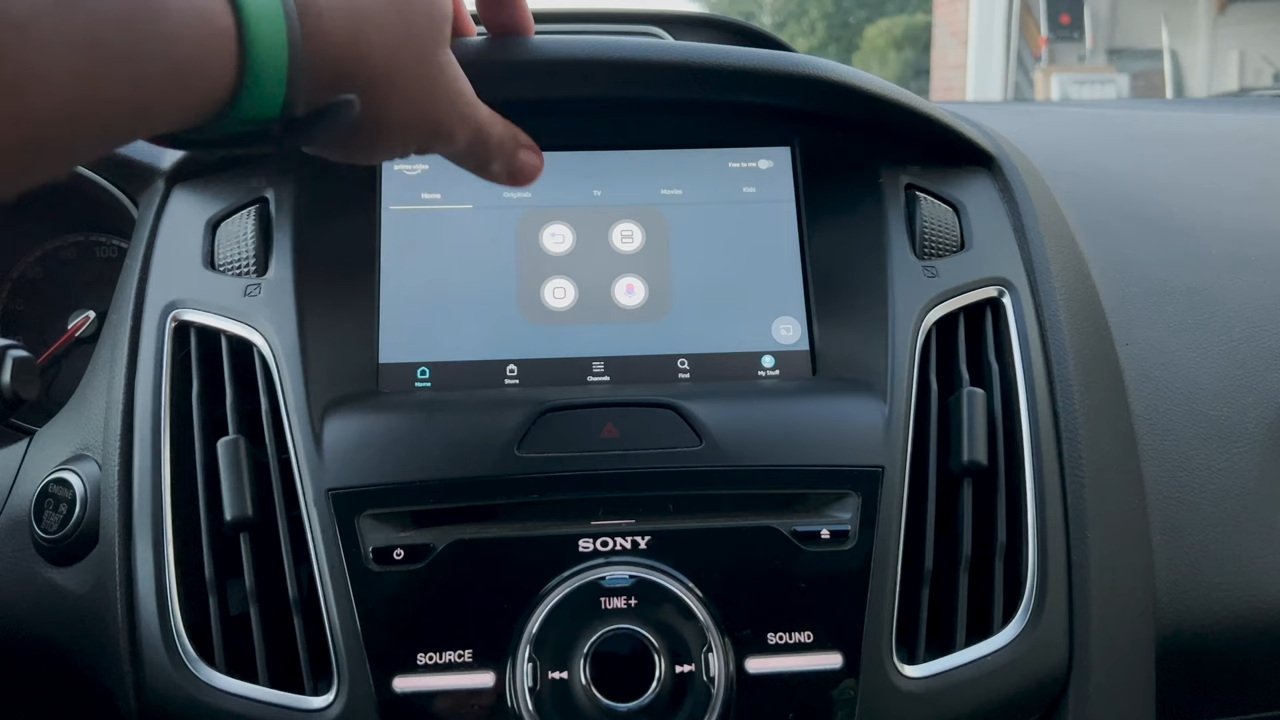 prime video
Free to me
Home
Originals
TV
Movies
Kids
Home
Store
Channels
Find
My Stuff
100
ENGINE
START
STOP
SONY
TUNE+
SOURCE
SOUND